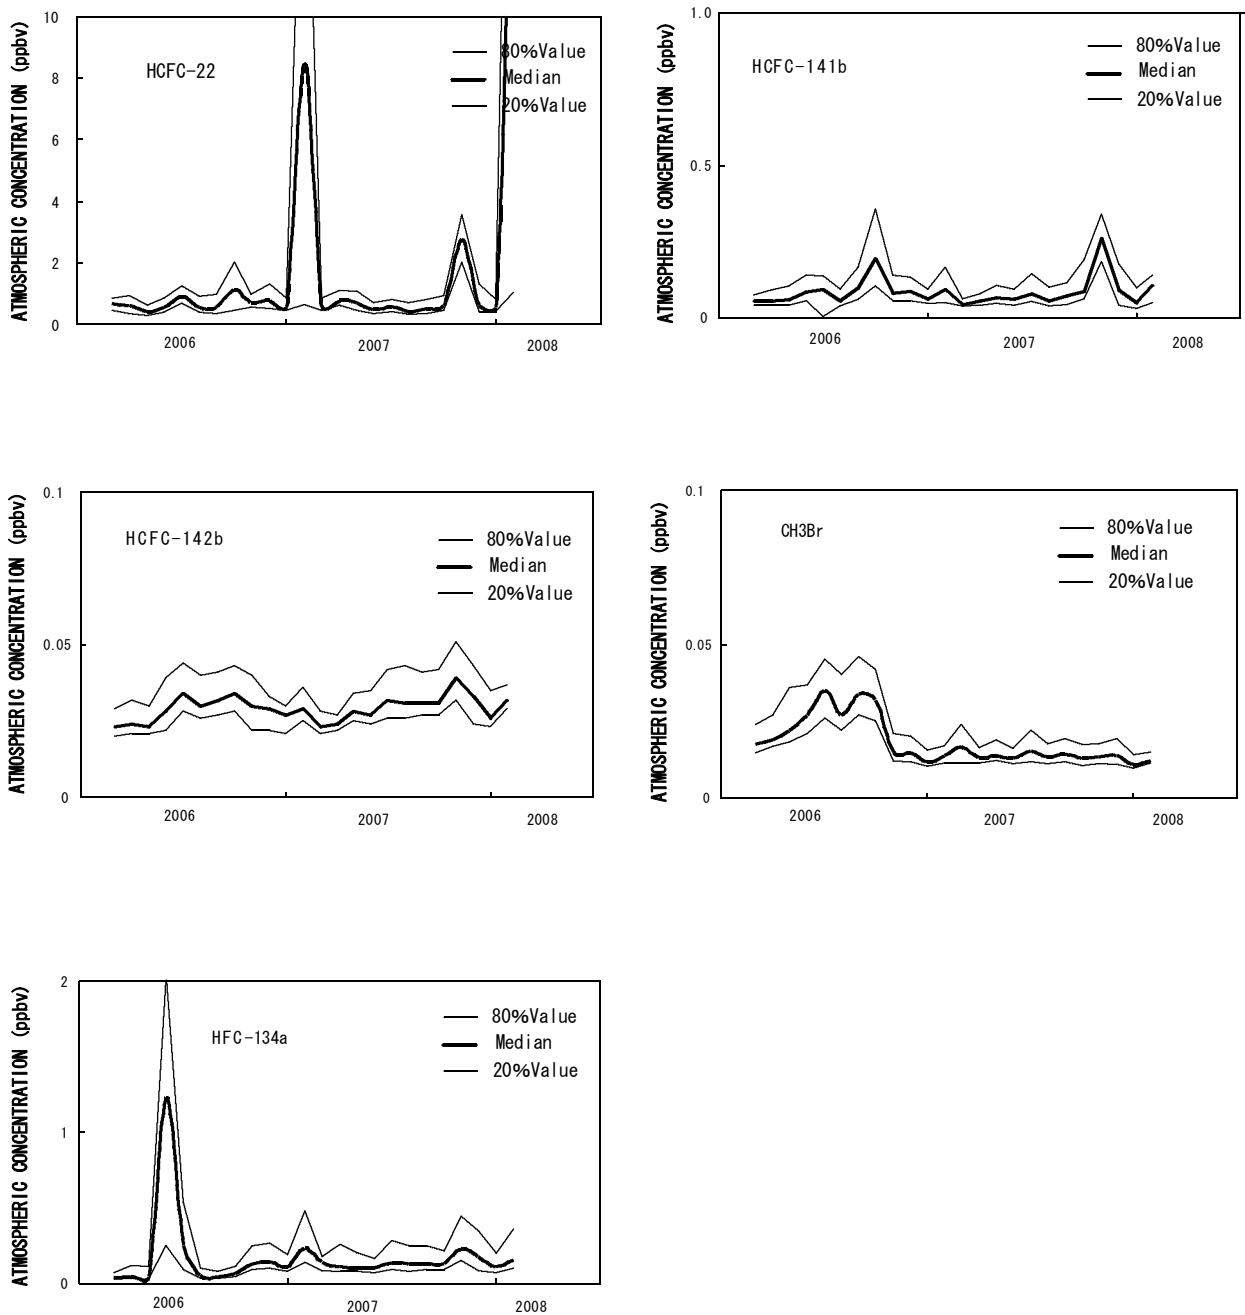 ATMOSPHERIC CONCENTRATION (ppbv)
10
8
6
4
2
0
HCFC-22
80%Value
Median
20%Value
2006
2007
2008
ATMOSPHERIC CONCENTRATION (ppbv)
1.0
0.5
0
HCFC-141b
80%Value
Median
20%Value
2006
2007
2008
ATMOSPHERIC CONCENTRATION (ppbv)
0.1
0.05
0
HCFC-142b
80%Value
Median
20%Value
2006
2007
2008
ATMOSPHERIC CONCENTRATION (ppbv)
0.1
0.05
0
CH3Br
80%Value
Median
20%Value
2006
2007
2008
ATMOSPHERIC CONCENTRATION (ppbv)
2
1
0
HFC-134a
80%Value
Median
20%Value
2006
2007
2008